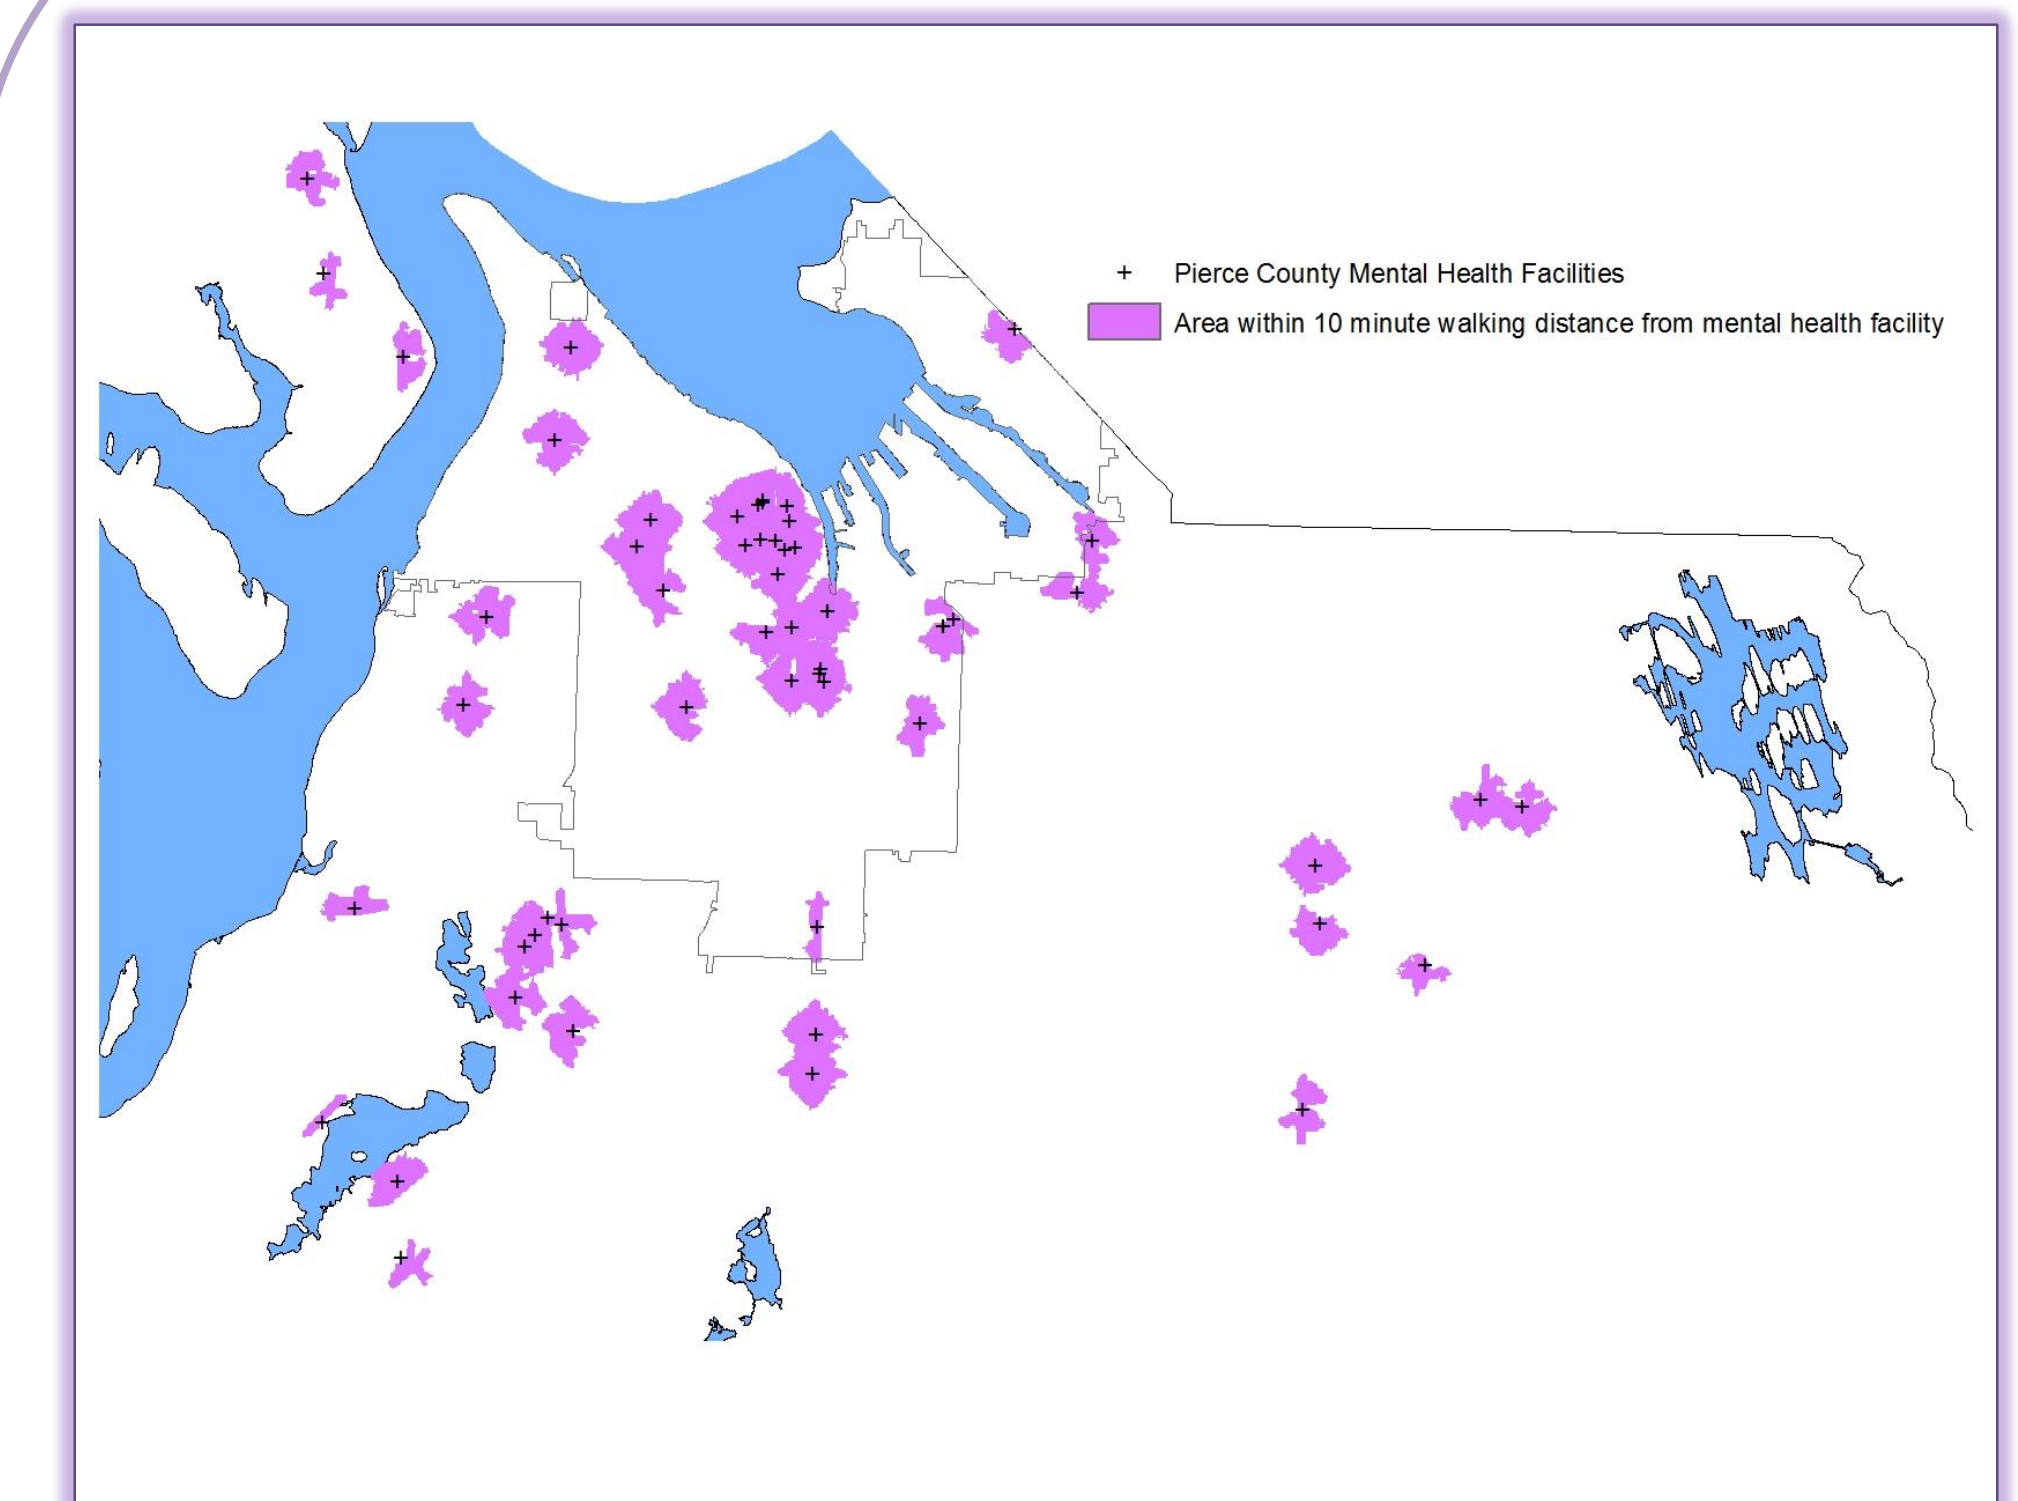 Pierce County Mental Health Facilities
Area within 10 minute walking distance from mental health facility